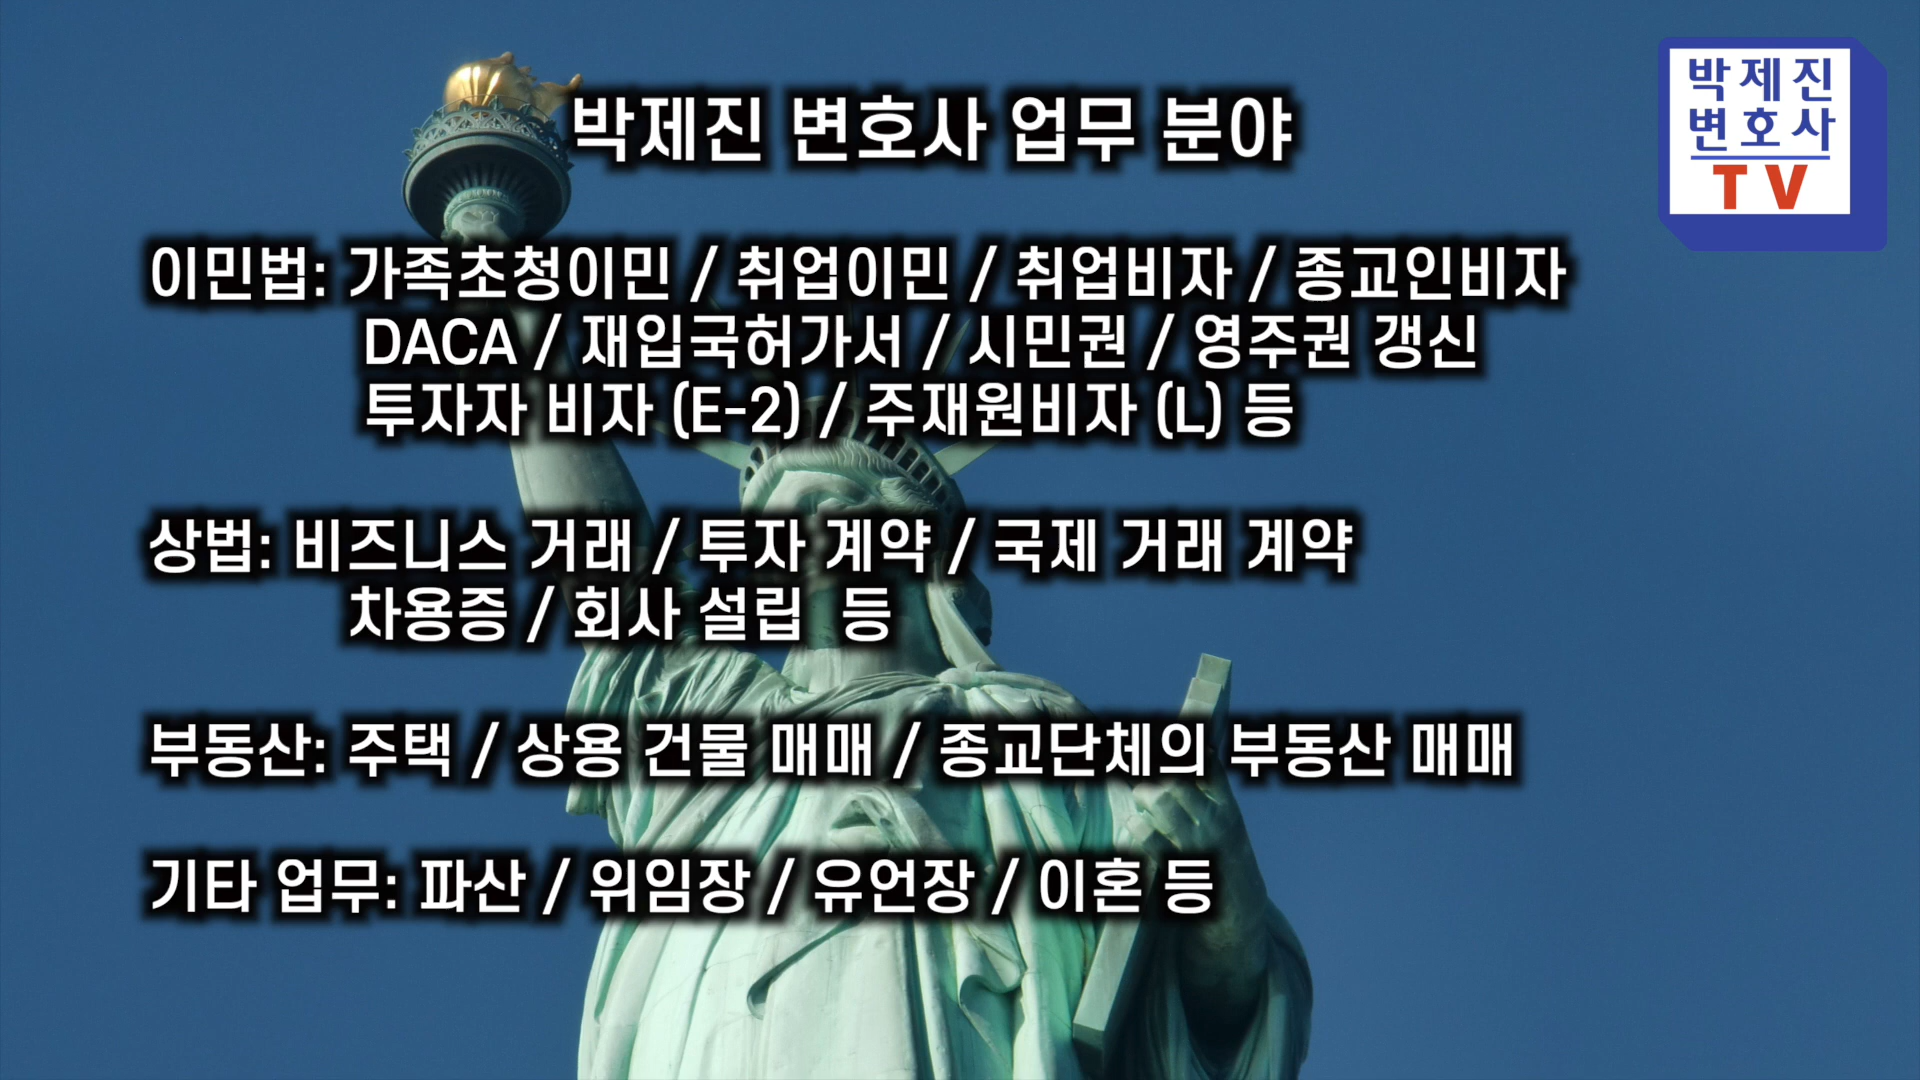 박제진 변호사 업무 분야
박제진
변호사
TV
이민법: 가족초청이민 / 취업이민 / 취업비자 / 종교인비자
DACA / 재입국허가서 / 시민권 / 영주권 갱신
투자자 비자 (E-2) / 주재원비자 (L) 등
상법: 비즈니스 거래 / 투자 계약 / 국제 거래 계약
차용증 / 회사 설립 등
부동산: 주택 / 상용 건물 매매 / 종교단체의 부동산 매매
기타 업무: 파산 / 위임장 / 유언장 / 이혼 등